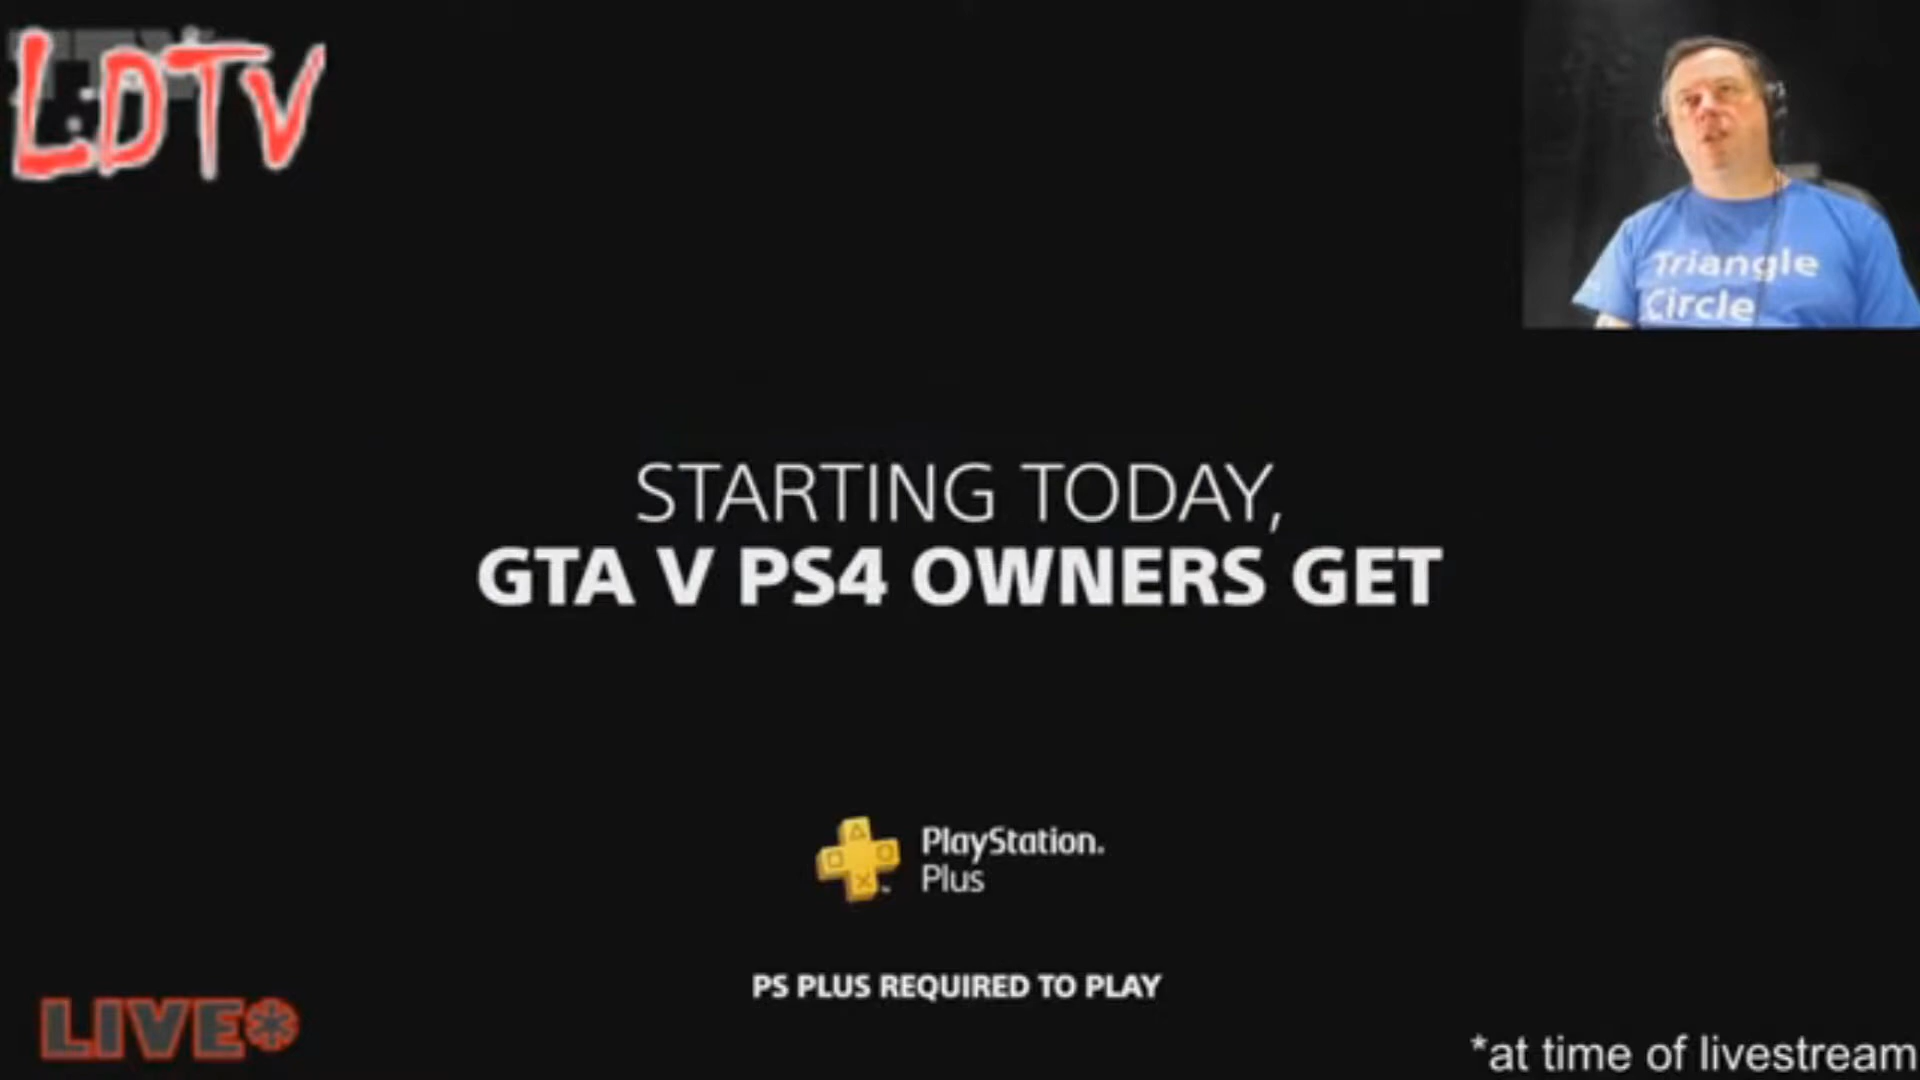 LDTV
Triangle
Circle
STARTING TODAY,
GTA V PS4 OWNERS GET
PlayStation.
Plus
PS PLUS REQUIRED TO PLAY
LIVE*
*at time of livestream